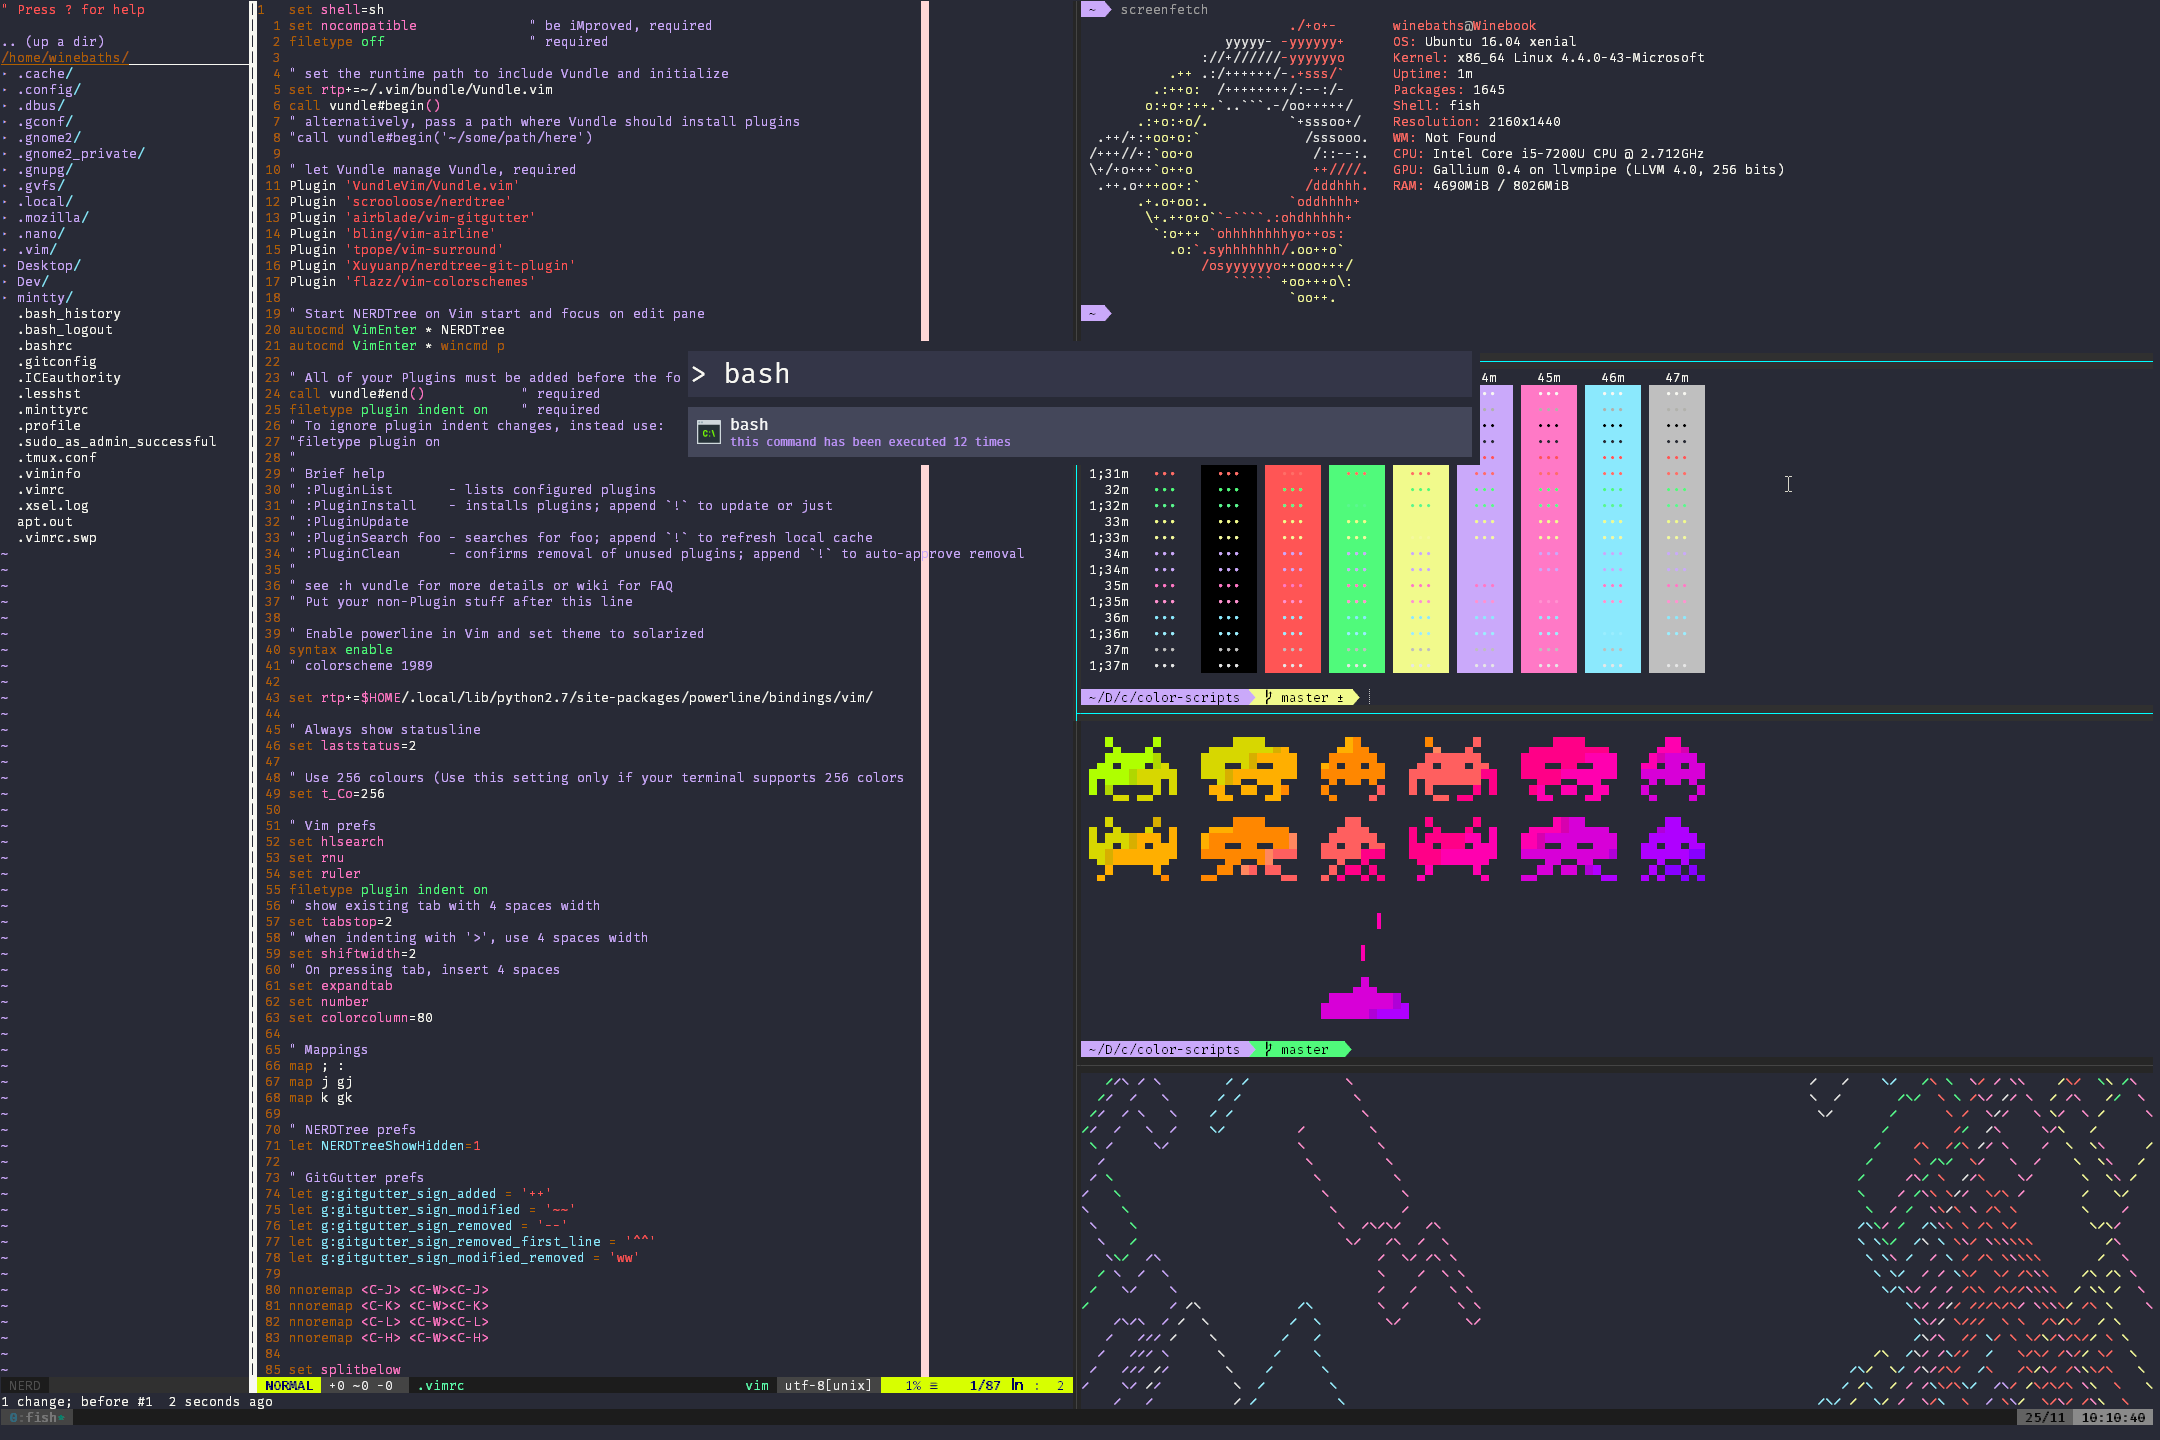 " Press ? for help
.. (up a dir)
/home/winebaths/
▸ .cache/
▸ .config/
▸ .dbus/
▸ .gconf/
▸ .gnome2/
▸ .gnome2_private/
▸ .gnupg/
▸ .gvfs/
▸ .local/
▸ .mozilla/
▸ .nano/
▸ .vim/
▸ Desktop/
▸ Dev/
▸ mintty/
.bash_history
.bash_logout
.bashrc
.gitconfig
.ICEauthority
.lesshst
.minttyrc
.profile
.sudo_as_admin_successful
.tmux.conf
.viminfo
.vimrc
.xsel.log
apt.out
.vimrc.swp
NERD
1 set shell=sh
1 set nocompatible " be iMproved, required
2 filetype off " required
3
4 " set the runtime path to include Vundle and initialize
5 set rtp+=~/.vim/bundle/Vundle.vim
6 call vundle#begin()
7 " alternatively, pass a path where Vundle should install plugins
8 "call vundle#begin('~/some/path/here')
9
10 " let Vundle manage Vundle, required
11 Plugin 'VundleVim/Vundle.vim'
12 Plugin 'scrooloose/nerdtree'
13 Plugin 'airblade/vim-gitgutter'
14 Plugin 'bling/vim-airline'
15 Plugin 'tpope/vim-surround'
16 Plugin 'Xuyuanp/nerdtree-git-plugin'
17 Plugin 'flazz/vim-colorschemes'
18
19 " Start NERDTree on Vim start and focus on edit pane
20 autocmd VimEnter * NERDTree
21 autocmd VimEnter * wincmd p
22
23 " All of your Plugins must be added before the fo
24 call vundle#end() " required
25 filetype plugin indent on " required
26 " To ignore plugin indent changes, instead use:
27 "filetype plugin on
28 "
29 " Brief help
30 " :PluginList - lists configured plugins
31 " :PluginInstall - installs plugins; append `!` to update or just
32 " :PluginUpdate
33 " :PluginSearch foo - searches for foo; append `!` to refresh local cache
34 " :PluginClean - confirms removal of unused plugins; append `!` to auto-approve removal
35 "
36 " see :h vundle for more details or wiki for FAQ
37 " Put your non-Plugin stuff after this line
38
39 " Enable powerline in Vim and set theme to solarized
40 syntax enable
41 " colorscheme 1989
42
43 set rtp+=$HOME/.local/lib/python2.7/site-packages/powerline/bindings/vim/
44
45 " Always show statusline
46 set laststatus=2
47
48 " Use 256 colours (Use this setting only if your terminal supports 256 colors
49 set t_Co=256
50
51 " Vim prefs
52 set hlsearch
53 set rnu
54 set ruler
55 filetype plugin indent on
56 " show existing tab with 4 spaces width
57 set tabstop=2
58 " when indenting with '>', use 4 spaces width
59 set shiftwidth=2
60 " On pressing tab, insert 4 spaces
61 set expandtab
62 set number
63 set colorcolumn=80
64
65 " Mappings
66 map ; :
67 map j gj
68 map k gk
69
70 " NERDTree prefs
71 let NERDTreeShowHidden=1
72
73 " GitGutter prefs
74 let g:gitgutter_sign_added = '++'
75 let g:gitgutter_sign_modified = '~~'
76 let g:gitgutter_sign_removed = '--'
77 let g:gitgutter_sign_removed_first_line = '^^'
78 let g:gitgutter_sign_modified_removed = 'ww'
79
80 nnoremap <C-J> <C-W><C-J>
81 nnoremap <C-K> <C-W><C-K>
82 nnoremap <C-L> <C-W><C-L>
83 nnoremap <C-H> <C-W><C-H>
84
85 set splitbelow
NORMAL +0 ~0 -0 .vimrc vim utf-8[unix] 1% ≡ 1/87 ln : 2
1 change; before #1 2 seconds ago
0:fish*
> bash
bash
this command has been executed 12 times
~ screenfetch
winebaths@Winebook
OS: Ubuntu 16.04 xenial
Kernel: x86_64 Linux 4.4.0-43-Microsoft
Uptime: 1m
Packages: 1645
Shell: fish
Resolution: 2160x1440
WM: Not Found
CPU: Intel Core i5-7200U CPU @ 2.712GHz
GPU: Gallium 0.4 on llvmpipe (LLVM 4.0, 256 bits)
RAM: 4690MiB / 8026MiB
~
4m 45m 46m 47m
1;31m
32m
1;32m
33m
1;33m
34m
1;34m
35m
1;35m
36m
1;36m
37m
1;37m
~/D/c/color-scripts master ±
~/D/c/color-scripts master
25/11 10:10:40